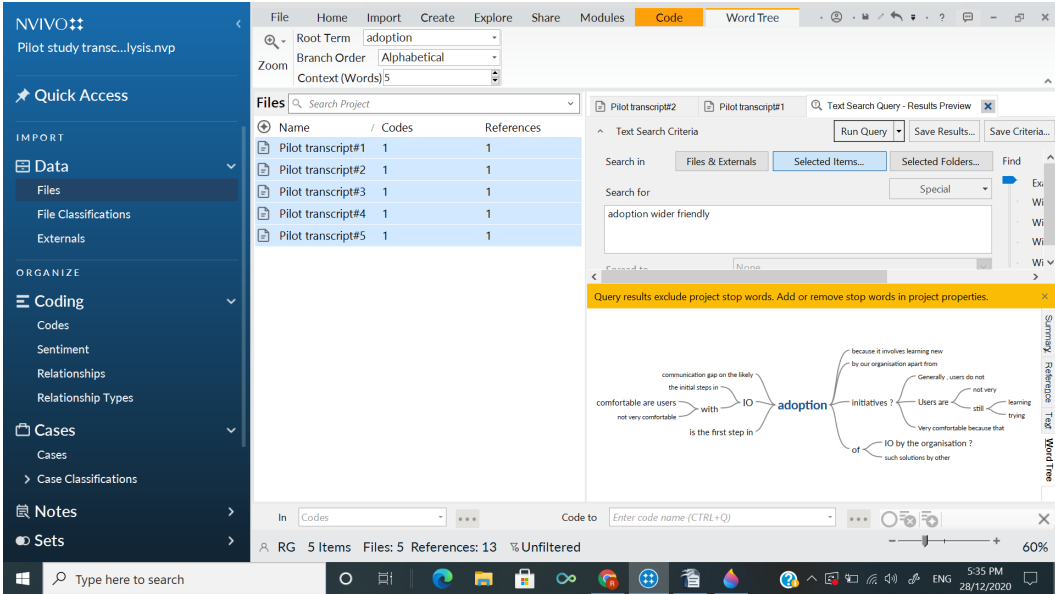 NVIVO
Pilot study transc...lysis.nvp
Quick Access
IMPORT
Data
Files
File Classifications
Externals
ORGANIZE
Coding
Codes
Sentiment
Relationships
Relationship Types
Cases
Cases
Case Classifications
Notes
Sets
File Home Import Create Explore Share Modules Code Word Tree
Zoom
Root Term adoption
Branch Order Alphabetical
Context (Words) 5
Files Search Project
Name / Codes References
Pilot transcript#1 1 1
Pilot transcript#2 1 1
Pilot transcript#3 1 1
Pilot transcript#4 1 1
Pilot transcript#5 1 1
Pilot transcript#2 Pilot transcript#1 Text Search Query - Results Preview
Text Search Criteria Run Query Save Results... Save Criteria...
Search in Files & Externals Selected Items... Selected Folders... Find
Search for Special
adoption wider friendly
Spread to None
Exa
Wi
Wi
Wi
Wi
Query results exclude project stop words. Add or remove stop words in project properties.
communication gap on the likely
the initial steps in
comfortable are users
not very comfortable
with
IO
is the first step in
adoption
because it involves learning new
by our organisation apart from
initiatives ?
Generally , users do not
Users are
not very
still
learning
trying
Very comfortable because that
of
IO by the organisation ?
such solutions by other
Summary
Reference
Text
Word Tree
In Codes Code to Enter code name (CTRL+Q)
RG 5 Items Files: 5 References: 13 Unfiltered 60%
Type here to search
ENG
5:35 PM
28/12/2020